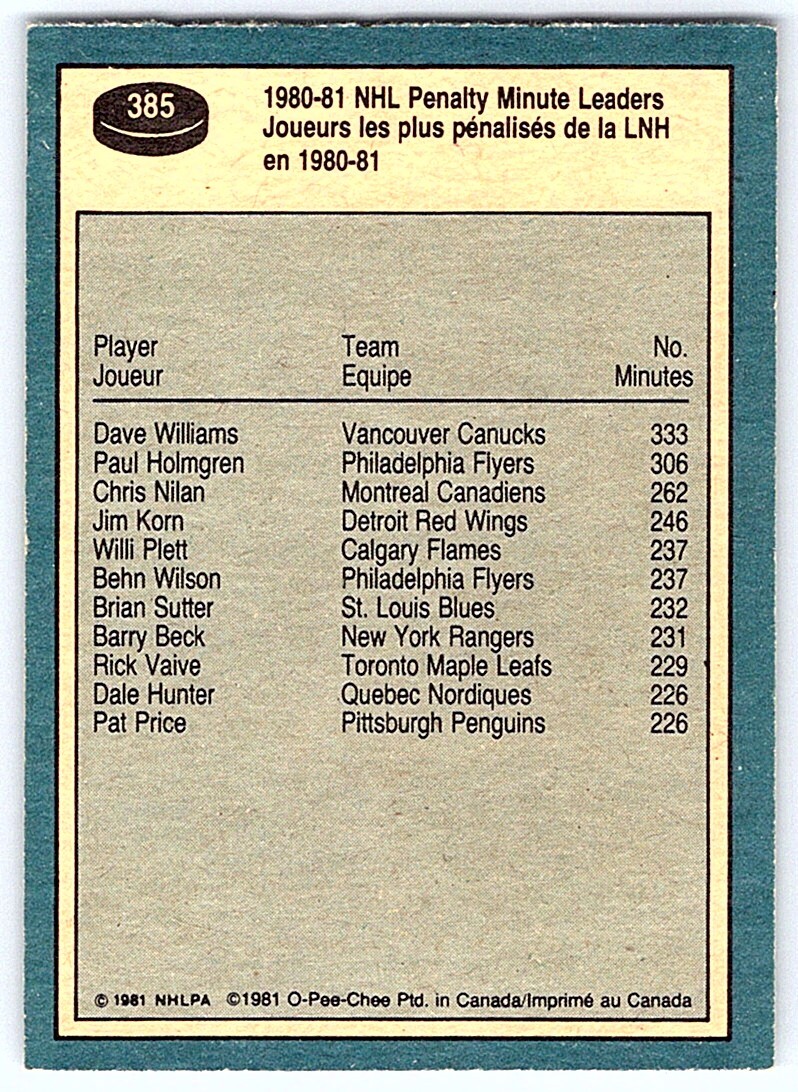 385
1980-81 NHL Penalty Minute Leaders
Joueurs les plus pénalisés de la LNH
en 1980-81
Player Team No.
Joueur Equipe Minutes
Dave Williams Vancouver Canucks 333
Paul Holmgren Philadelphia Flyers 306
Chris Nilan Montreal Canadiens 262
Jim Korn Detroit Red Wings 246
Willi Plett Calgary Flames 237
Behn Wilson Philadelphia Flyers 237
Brian Sutter St. Louis Blues 232
Barry Beck New York Rangers 231
Rick Vaive Toronto Maple Leafs 229
Dale Hunter Quebec Nordiques 226
Pat Price Pittsburgh Penguins 226
© 1981 NHLPA ©1981 O-Pee-Chee Ptd. in Canada/Imprimé au Canada